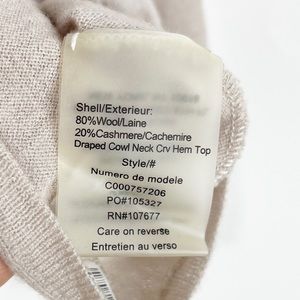 Shell/Exterieur:
80%Wool/Laine
20%Cashmere/Cachemire
Draped Cowl Neck Crv Hem Top
Style/#
Numero de modele
C000757206
PO#105327
RN#107677
Care on reverse
Entretien au verso